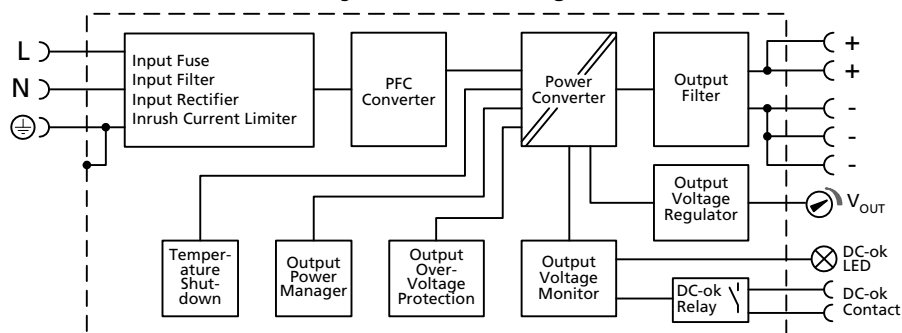 L
N
Input Fuse
Input Filter
Input Rectifier
Inrush Current Limiter
PFC
Converter
Power
Converter
Output
Filter
+
+
-
-
-
Output
Voltage
Regulator
VOUT
Temper-
ature
Shut-
down
Output
Power
Manager
Output
Over-
Voltage
Protection
Output
Voltage
Monitor
DC-ok
LED
DC-ok
Relay
DC-ok
Contact